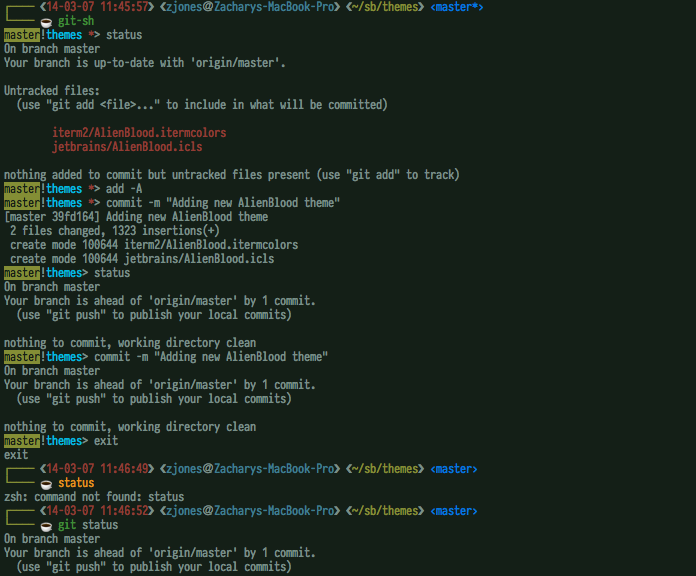 《14-03-07 11:45:57》 《zjones@Zacharys-MacBook-Pro》 《~/sb/themes》 ‹master*›
☕ git-sh
master!themes *> status
On branch master
Your branch is up-to-date with 'origin/master'.
Untracked files:
(use "git add <file>..." to include in what will be committed)
iterm2/AlienBlood.itermcolors
jetbrains/AlienBlood.icls
nothing added to commit but untracked files present (use "git add" to track)
master!themes *> add -A
master!themes *> commit -m "Adding new AlienBlood theme"
[master 39fd164] Adding new AlienBlood theme
2 files changed, 1323 insertions(+)
create mode 100644 iterm2/AlienBlood.itermcolors
create mode 100644 jetbrains/AlienBlood.icls
master!themes> status
On branch master
Your branch is ahead of 'origin/master' by 1 commit.
(use "git push" to publish your local commits)
nothing to commit, working directory clean
master!themes> commit -m "Adding new AlienBlood theme"
On branch master
Your branch is ahead of 'origin/master' by 1 commit.
(use "git push" to publish your local commits)
nothing to commit, working directory clean
master!themes> exit
exit
《14-03-07 11:46:49》 《zjones@Zacharys-MacBook-Pro》 《~/sb/themes》 ‹master›
☕ status
zsh: command not found: status
《14-03-07 11:46:52》 《zjones@Zacharys-MacBook-Pro》 《~/sb/themes》 ‹master›
☕ git status
On branch master
Your branch is ahead of 'origin/master' by 1 commit.
(use "git push" to publish your local commits)